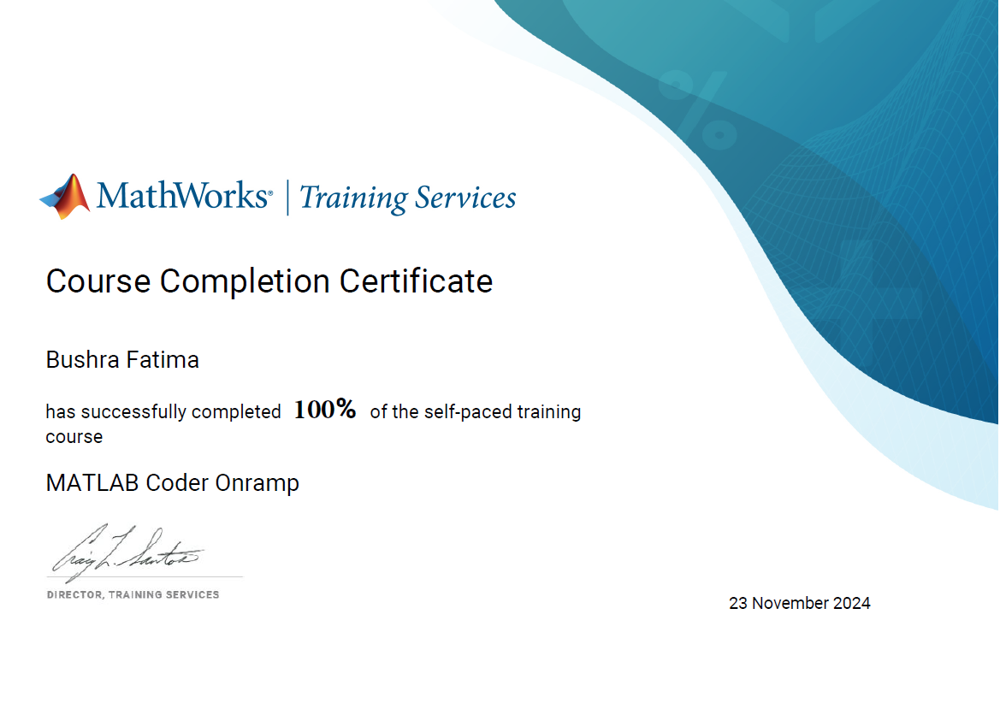 MathWorks® | Training Services
Course Completion Certificate
Bushra Fatima
has successfully completed 100% of the self-paced training
course
MATLAB Coder Onramp
Craig L. Santos
DIRECTOR, TRAINING SERVICES
23 November 2024